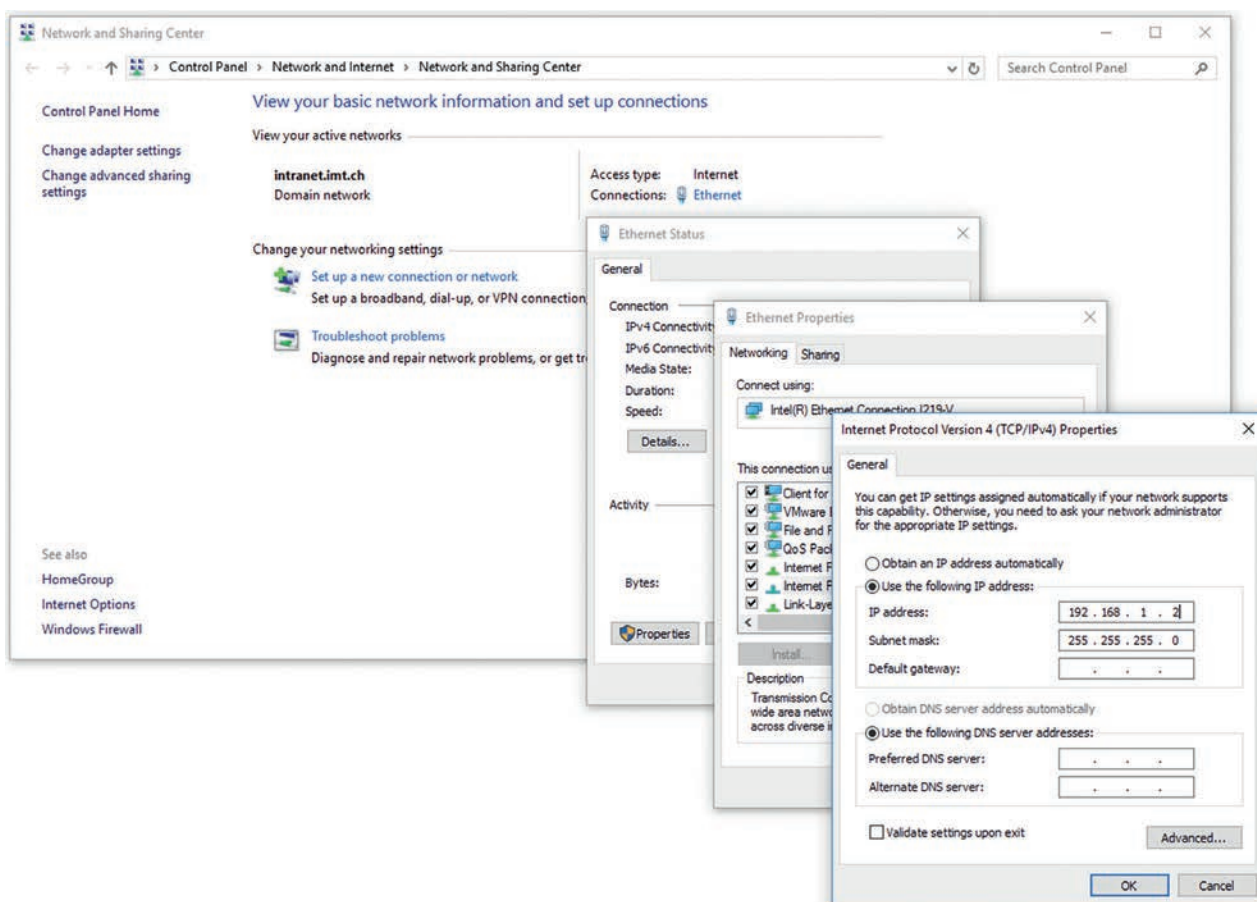 Network and Sharing Center
Control Panel > Network and Internet > Network and Sharing Center
Search Control Panel
Control Panel Home
Change adapter settings
Change advanced sharing
settings
See also
HomeGroup
Internet Options
Windows Firewall
View your basic network information and set up connections
View your active networks
intranet.imt.ch
Domain network
Access type: Internet
Connections: Ethernet
Change your networking settings
Set up a new connection or network
Set up a broadband, dial-up, or VPN connection
Troubleshoot problems
Diagnose and repair network problems, or get
Ethernet Status
General
Connection
IPv4 Connectivit
IPv6 Connectivit
Media State:
Duration:
Speed:
Details...
Activity
Bytes:
Properties
Ethernet Properties
Networking Sharing
Connect using:
Intel(R) Ethernet Connection I219-V
This connection
Client for
VMware
File and
QoS
Internet
Internet
Link-Laye
Install...
Description
Transmission
wide area
across diverse
Internet Protocol Version 4 (TCP/IPv4) Properties
General
You can get IP settings assigned automatically if your network supports
this capability. Otherwise, you need to ask your network administrator
for the appropriate IP settings.
Obtain an IP address automatically
Use the following IP address:
IP address: 192 . 168 . 1 . 2
Subnet mask: 255 . 255 . 255 . 0
Default gateway: . . .
Obtain DNS server address automatically
Use the following DNS server addresses:
Preferred DNS server: . . .
Alternate DNS server: . . .
Validate settings upon exit
Advanced...
OK Cancel